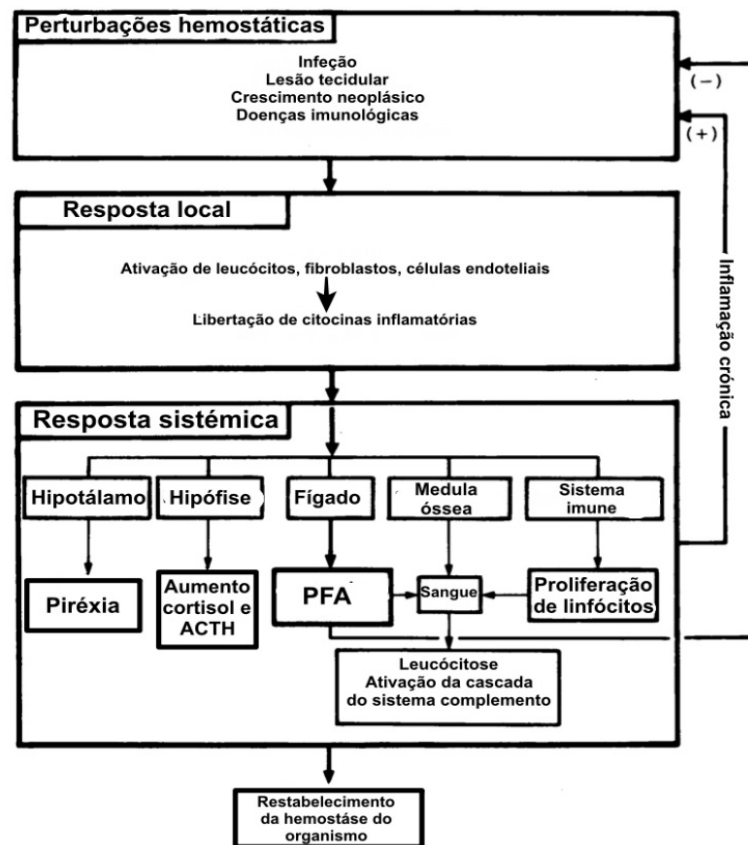 Perturbações hemostáticas
Infeção
Lesão tecidular
Crescimento neoplásico
Doenças imunológicas
(−)
(+)
Resposta local
Ativação de leucócitos, fibroblastos, células endoteliais
Libertação de citocinas inflamatórias
Inflamação crónica
Resposta sistémica
Hipotálamo
Hipófise
Fígado
Medula
óssea
Sistema
imune
Piréxia
Aumento
cortisol e
ACTH
PFA
Sangue
Proliferação
de linfócitos
Leucócitose
Ativação da cascada
do sistema complemento
Restabelecimento
da hemostáse do
organismo